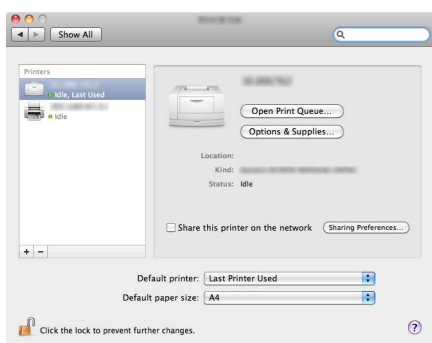 Show All
Printers
Idle, Last Used
Idle
Open Print Queue...
Options & Supplies...
Location:
Kind:
Status: Idle
Share this printer on the network Sharing Preferences...
+ −
Default printer: Last Printer Used
Default paper size: A4
Click the lock to prevent further changes.
?